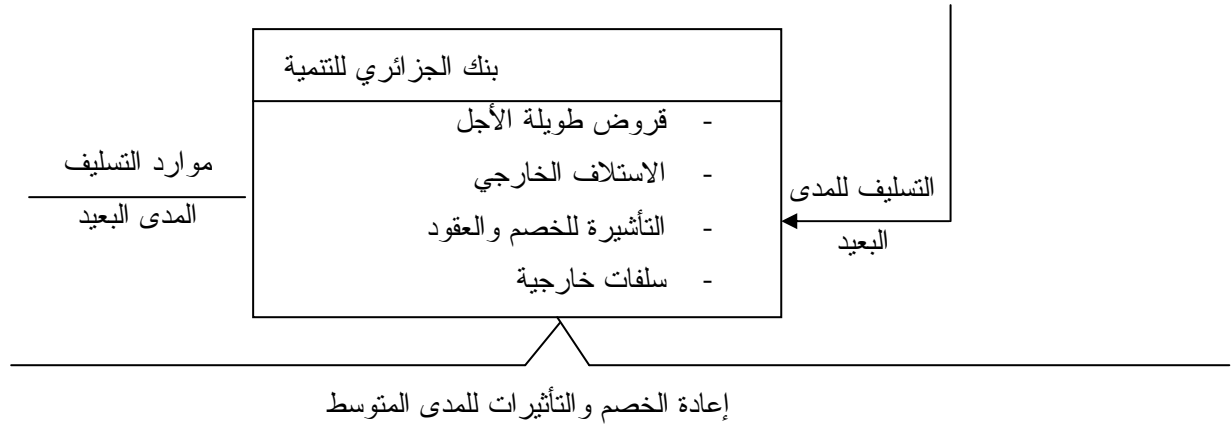 بنك الجزائري للتنمية
- قروض طويلة الأجل
- الاستلاف الخارجي
- التأشيرة للخصم والعقود
- سلفات خارجية
التسليف للمدى
البعيد
موارد التسليف
المدى البعيد
إعادة الخصم والتأثيرات للمدى المتوسط